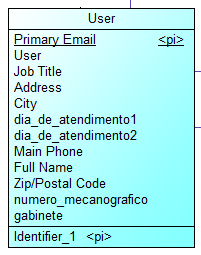 User
Primary Email <pi>
User
Job Title
Address
City
dia_de_atendimento1
dia_de_atendimento2
Main Phone
Full Name
Zip/Postal Code
numero_mecanografico
gabinete
Identifier_1 <pi>